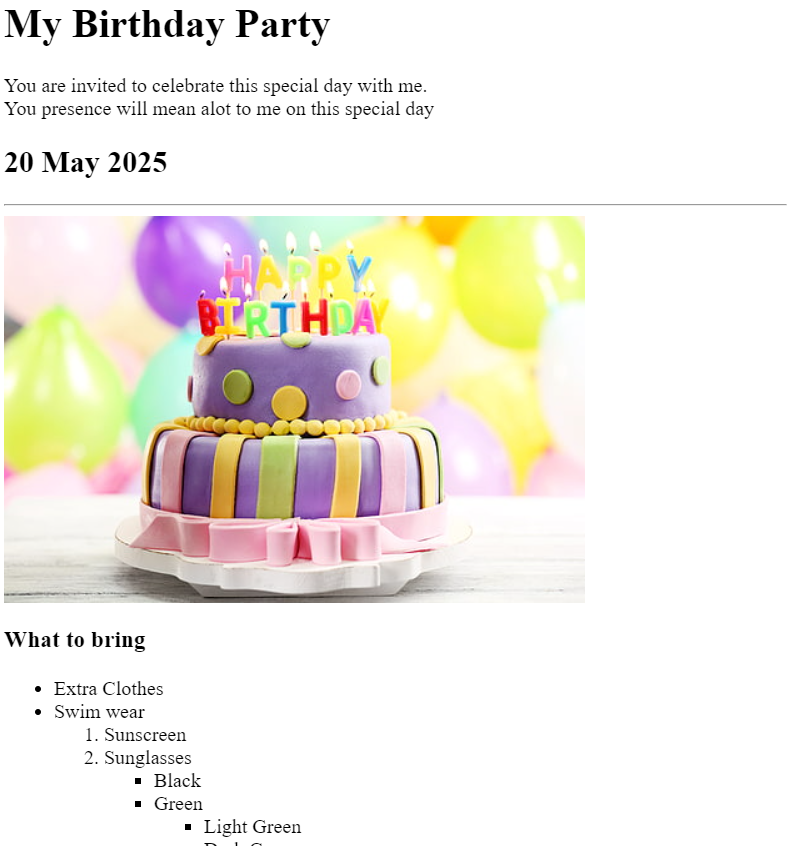 My Birthday Party
You are invited to celebrate this special day with me.
You presence will mean alot to me on this special day
20 May 2025
HAPPY
BIRTHDAY
What to bring
Extra Clothes
Swim wear
1. Sunscreen
2. Sunglasses
Black
Green
Light Green